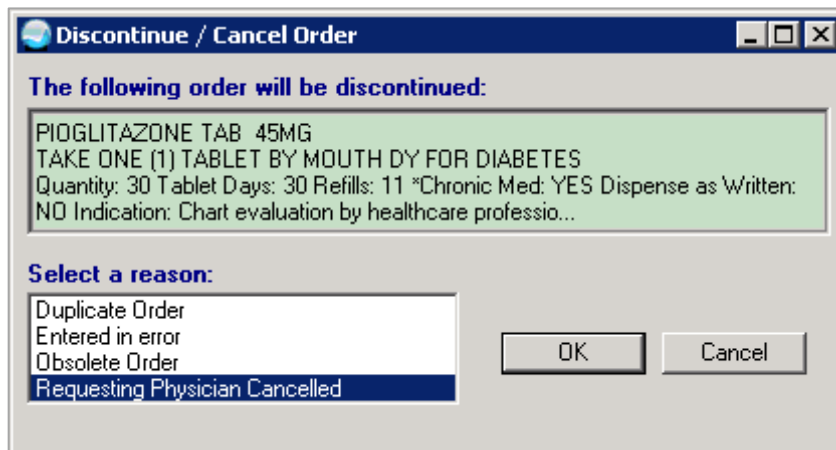 Discontinue / Cancel Order
The following order will be discontinued:
PIOGLITAZONE TAB 45MG
TAKE ONE (1) TABLET BY MOUTH DY FOR DIABETES
Quantity: 30 Tablet Days: 30 Refills: 11 *Chronic Med: YES Dispense as Written:
NO Indication: Chart evaluation by healthcare professio...
Select a reason:
Duplicate Order
Entered in error
Obsolete Order
Requesting Physician Cancelled
OK
Cancel